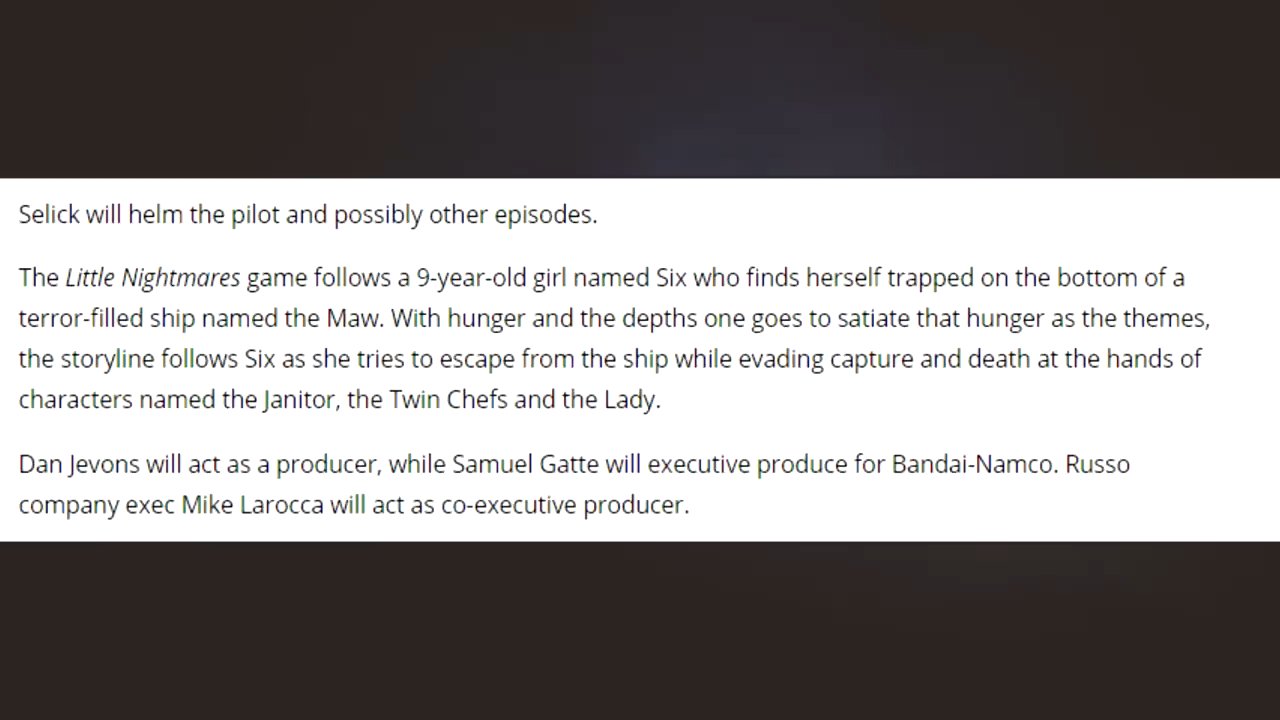 Selick will helm the pilot and possibly other episodes.
The Little Nightmares game follows a 9-year-old girl named Six who finds herself trapped on the bottom of a
terror-filled ship named the Maw. With hunger and the depths one goes to satiate that hunger as the themes,
the storyline follows Six as she tries to escape from the ship while evading capture and death at the hands of
characters named the Janitor, the Twin Chefs and the Lady.
Dan Jevons will act as a producer, while Samuel Gatte will executive produce for Bandai-Namco. Russo
company exec Mike Larocca will act as co-executive producer.